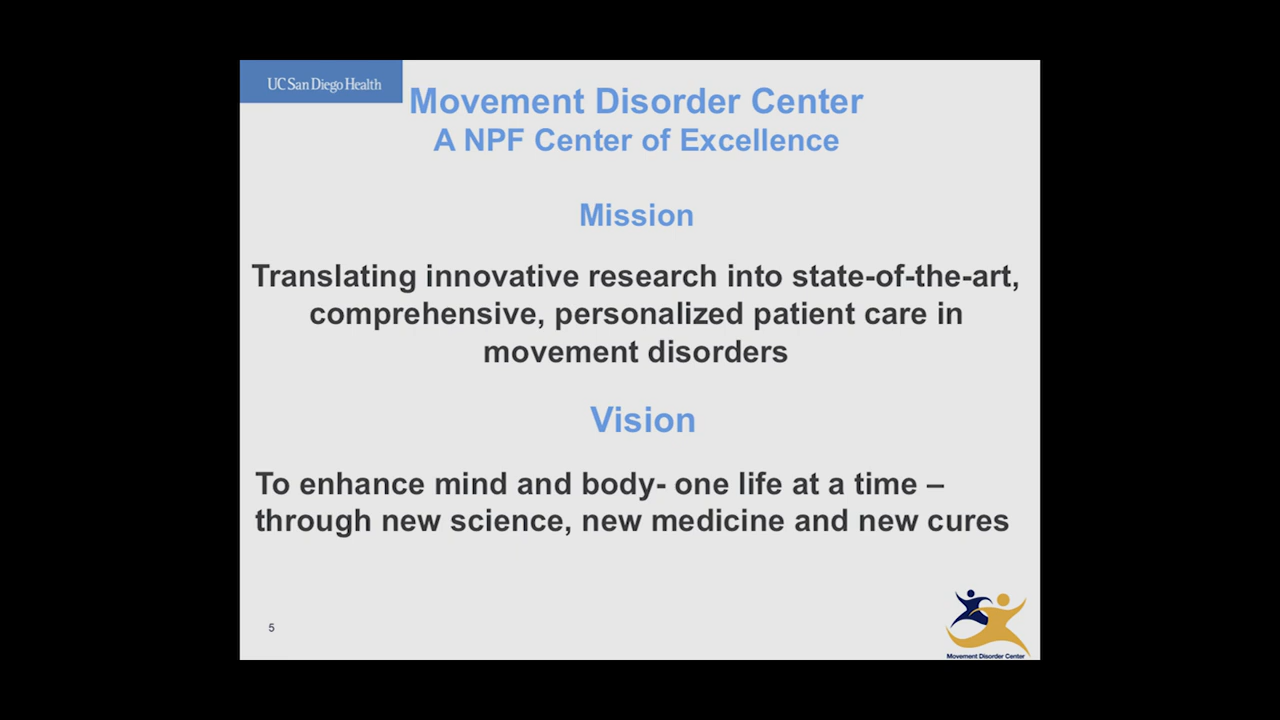 UC San Diego Health
Movement Disorder Center
A NPF Center of Excellence
Mission
Translating innovative research into state-of-the-art,
comprehensive, personalized patient care in
movement disorders
Vision
To enhance mind and body- one life at a time –
through new science, new medicine and new cures
5
Movement Disorder Center